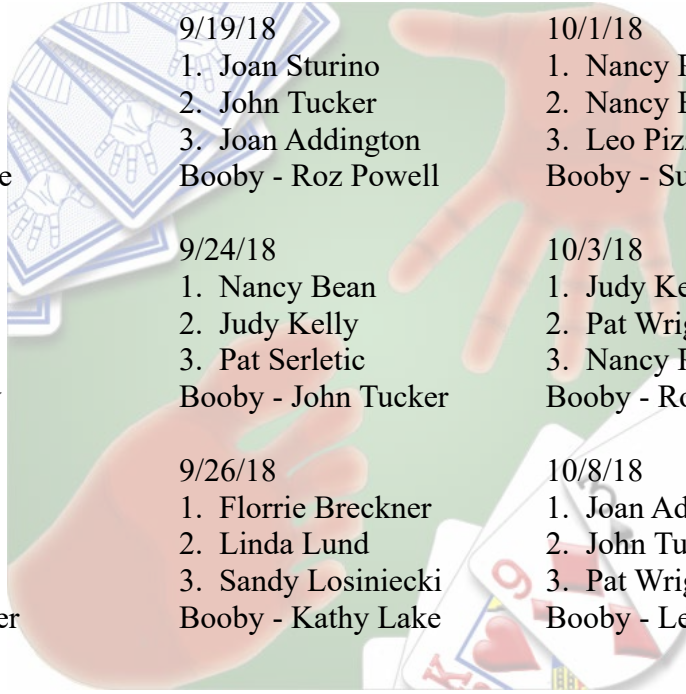 9/19/18
1. Joan Sturino
2. John Tucker
3. Joan Addington
Booby - Roz Powell
9/24/18
1. Nancy Bean
2. Judy Kelly
3. Pat Serletic
Booby - John Tucker
9/26/18
1. Florrie Breckner
2. Linda Lund
3. Sandy Losiniecki
Booby - Kathy Lake
10/1/18
1. Nancy
2. Nancy
3. Leo
Booby -
10/3/18
1. Judy
2. Pat
3. Nancy
Booby -
10/8/18
1. Joan
2. John
3. Pat
Booby -
9
K